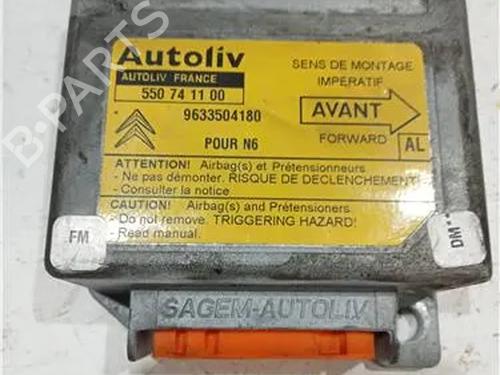 Autoliv
AUTOLIV FRANCE
550 74 11 00
9633504180
POUR N6
SENS DE MONTAGE
IMPERATIF
AVANT
FORWARD
AL
ATTENTION! Airbag(s) et Prétensionneurs
- Ne pas démonter. RISQUE DE DECLENCHEMENT
- Consulter la notice
CAUTION! Airbag(s) and Pretensioners
- Do not remove. TRIGGERING HAZARD!
- Read manual.
FM
DM**
SAGEM-AUTOLIV
B-PARTS